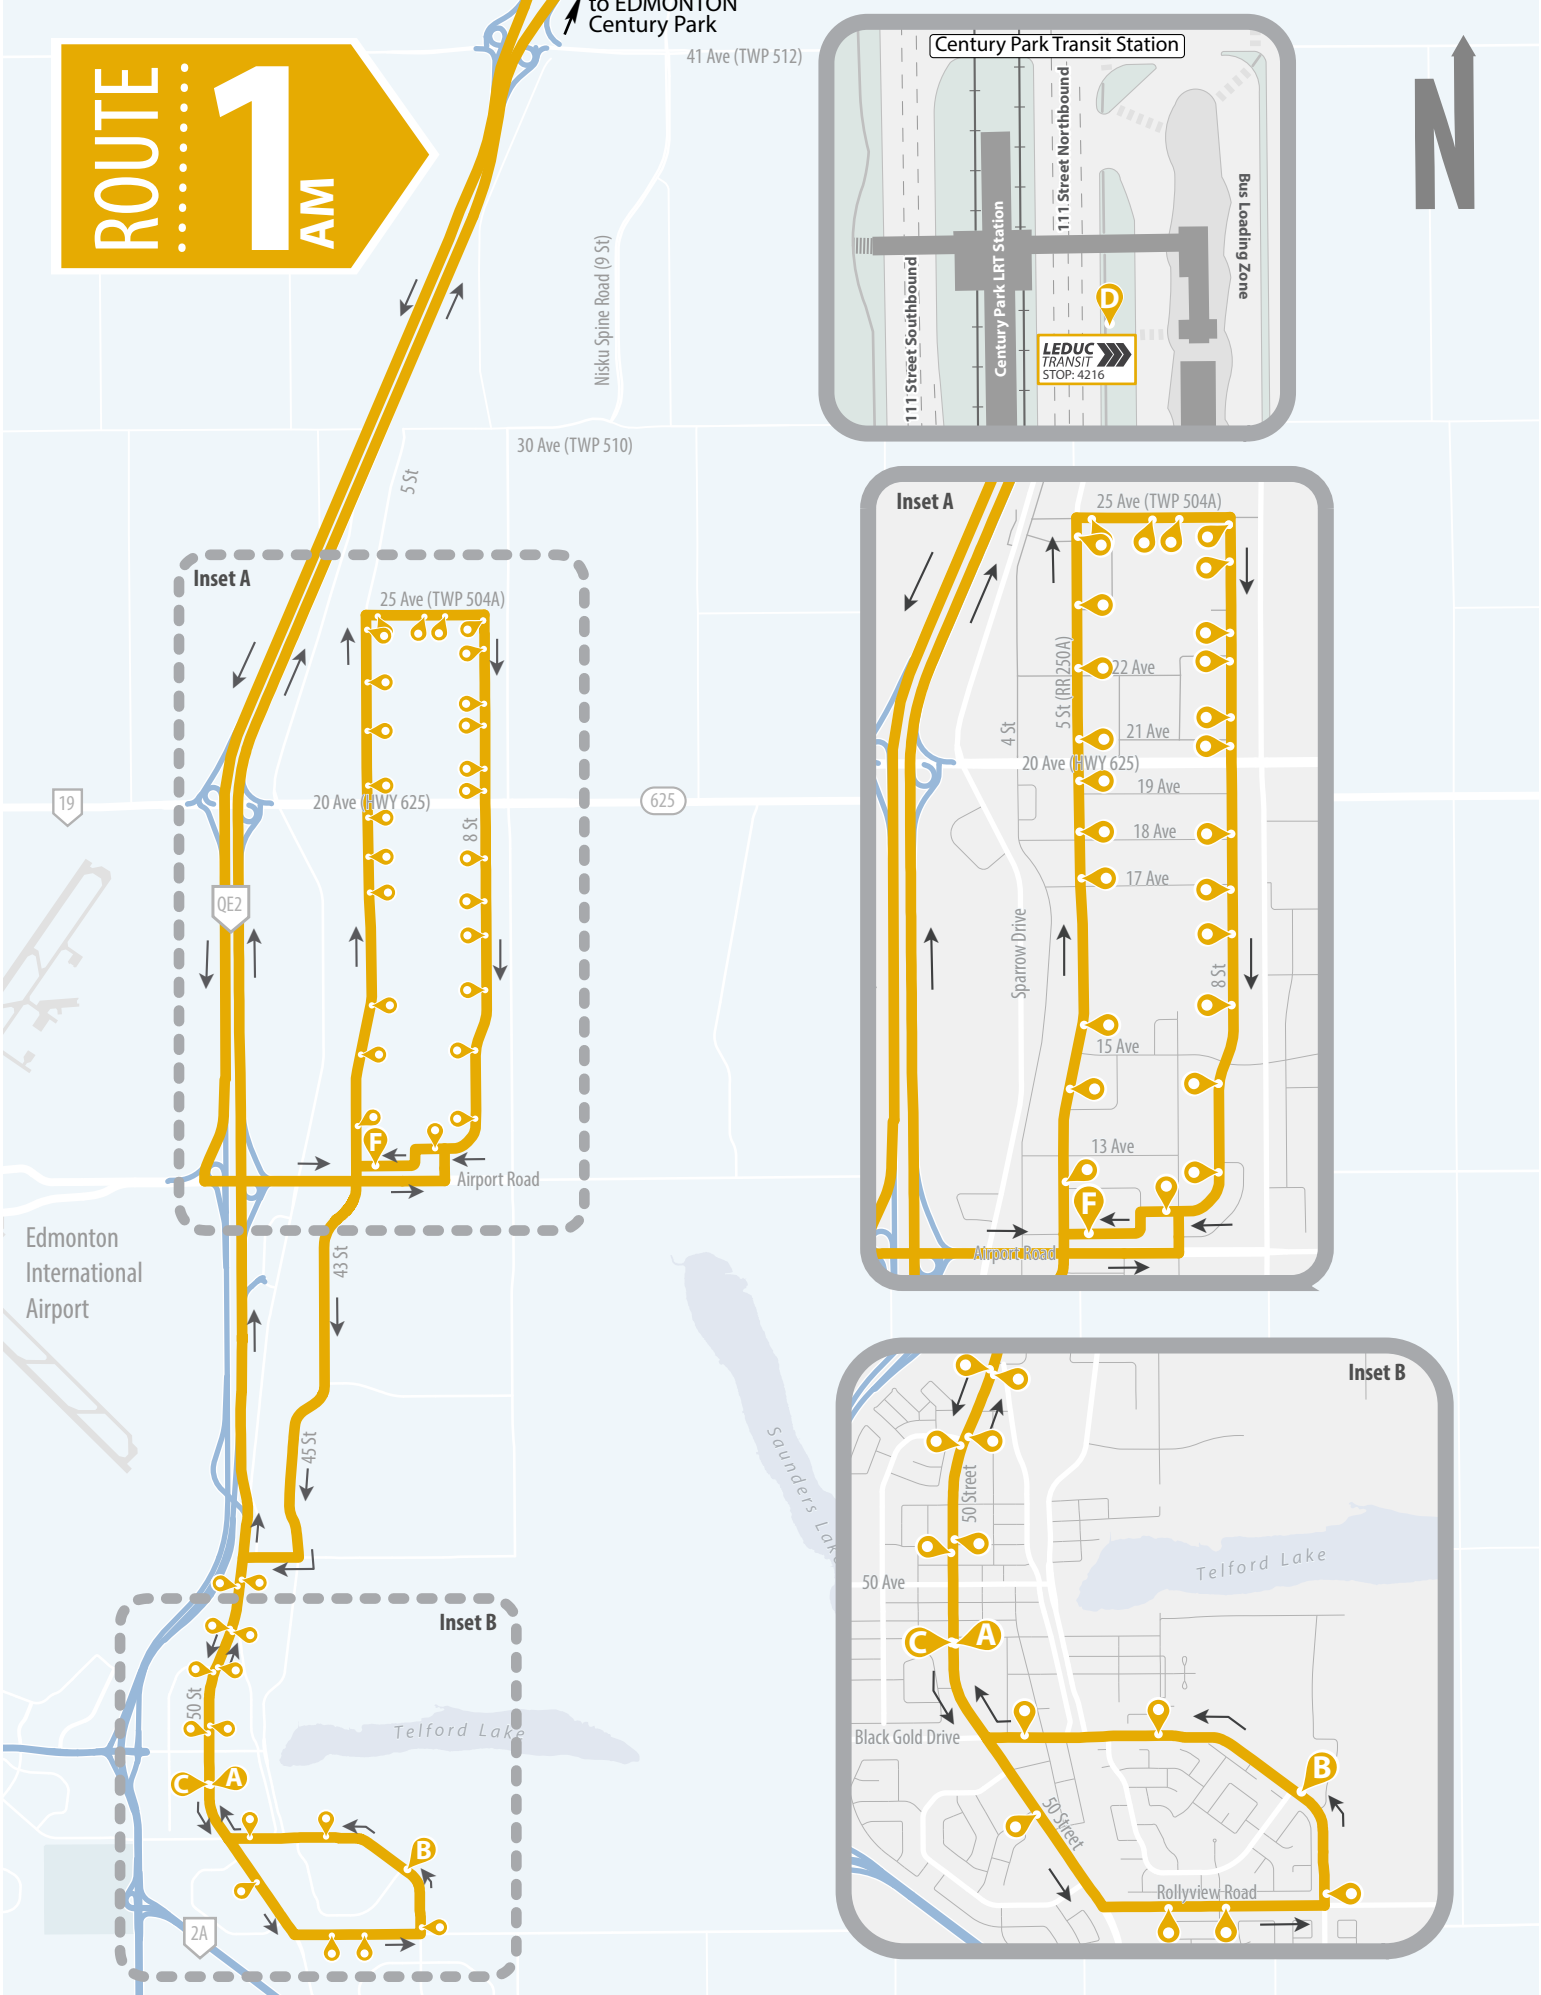 to EDMONTON
Century Park
41 Ave (TWP 512)
ROUTE
1
AM
Nisku Spine Road (9 St)
30 Ave (TWP 510)
5 St
Century Park Transit Station
111 Street Northbound
111 Street Southbound
Century Park LRT Station
Bus Loading Zone
D
LEDUC
TRANSIT
STOP: 4216
N
Inset A
25 Ave (TWP 504A)
19
20 Ave (HWY 625)
625
8 St
QE2
F
Airport Road
Edmonton
International
Airport
43 St
45 St
Saunders Lake
Inset B
50 St
Telford Lake
C
A
B
2A
Inset A
25 Ave (TWP 504A)
5 St (RR 250A)
22 Ave
4 St
21 Ave
20 Ave (HWY 625)
19 Ave
18 Ave
17 Ave
Sparrow Drive
8 St
15 Ave
13 Ave
F
Airport Road
Inset B
50 Street
50 Ave
Telford Lake
C
A
Black Gold Drive
B
50 Street
Rollyview Road